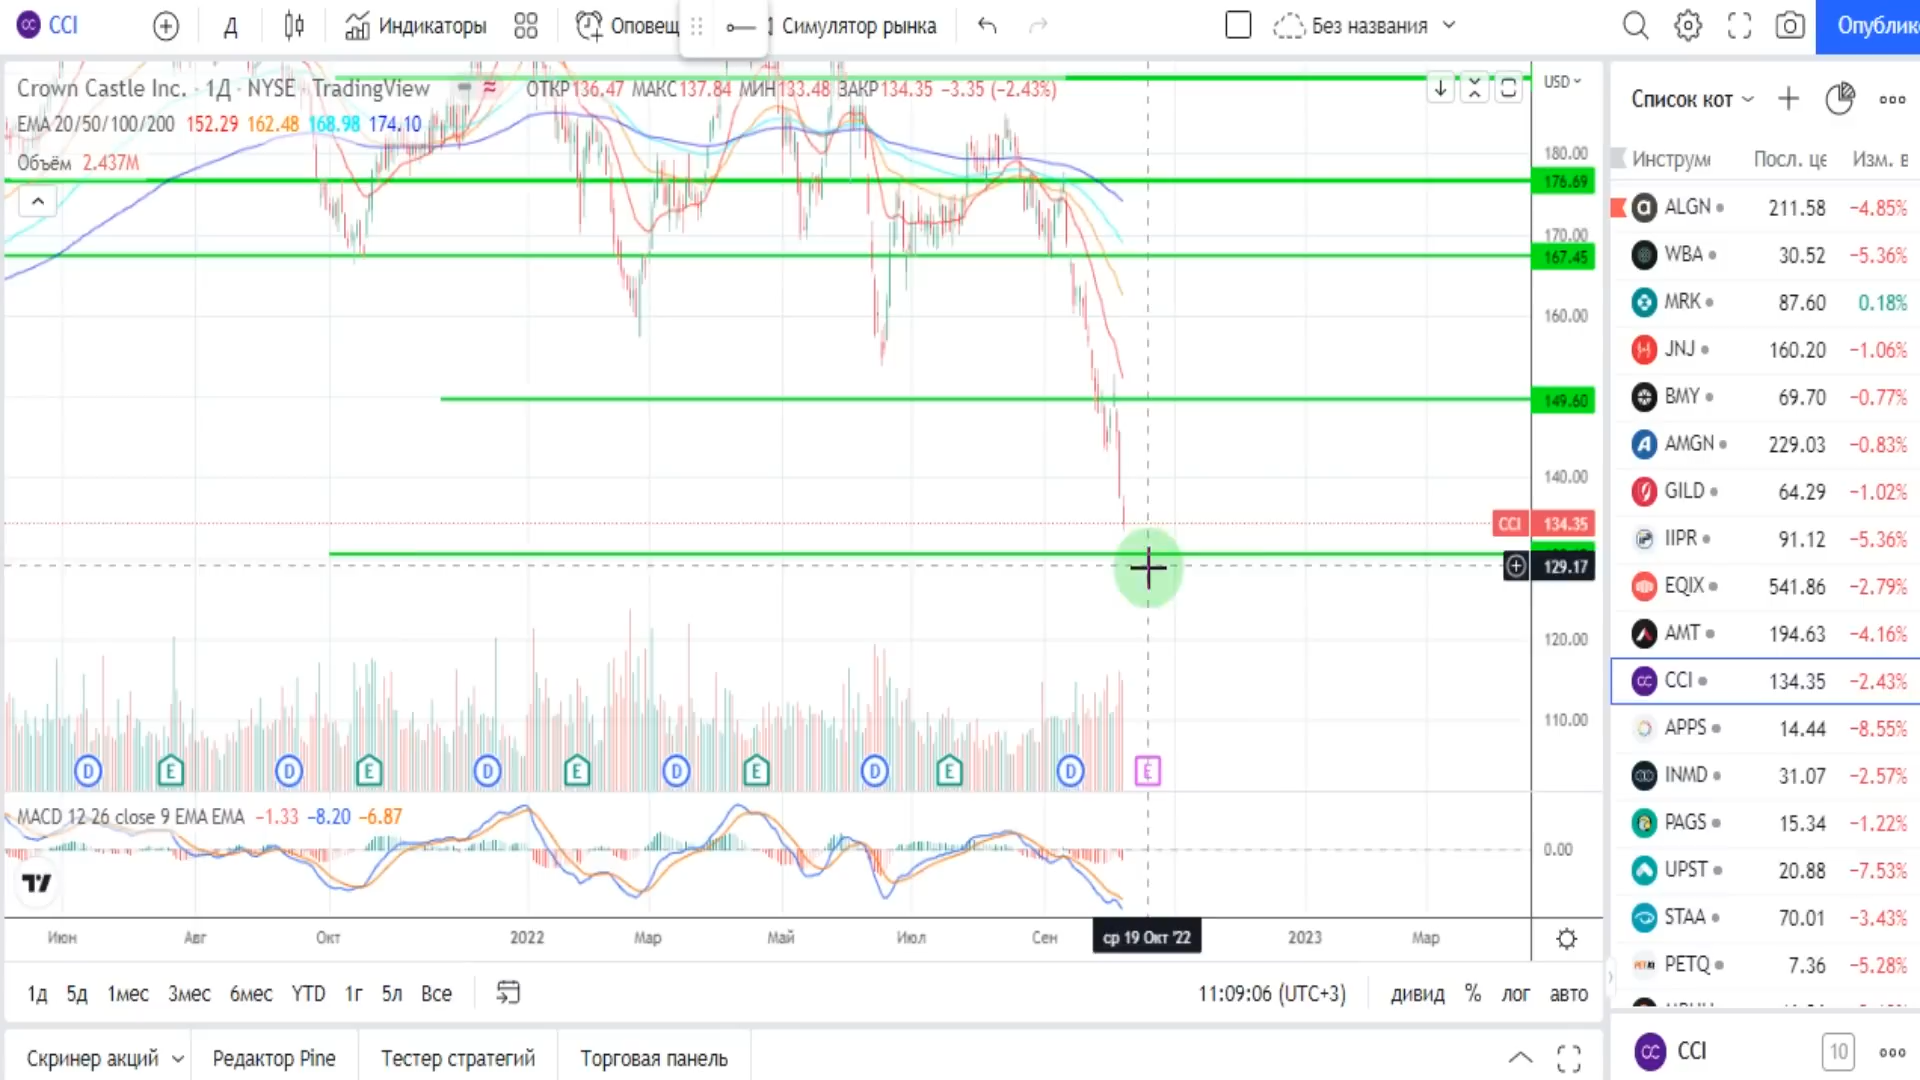 CCI Д Индикаторы Оповещ Симулятор рынка Без названия Опублик
Crown Castle Inc. · 1Д · NYSE · TradingView ОТКР136.47 МАКС137.84 МИН133.48 ЗАКР134.35 −3.35 (−2.43%)
EMA 20/50/100/200 152.29 162.48 168.98 174.10
Объём 2.437M
USD
180.00
176.69
170.00
167.45
160.00
149.60
140.00
CCI 134.35
129.17
120.00
110.00
D E D E D E D E D E D E
MACD 12 26 close 9 EMA EMA −1.33 −8.20 −6.87
0.00
Июн Авг Окт 2022 Мар Май Июл Сен ср 19 Окт '22 2023 Мар
1д 5д 1мес 3мес 6мес YTD 1г 5л Все 11:09:06 (UTC+3) дивид % лог авто
Скринер акций Редактор Pine Тестер стратегий Торговая панель
Список кот
Инструм Посл. це Изм. в
ALGN 211.58 −4.85%
WBA 30.52 −5.36%
MRK 87.60 0.18%
JNJ 160.20 −1.06%
BMY 69.70 −0.77%
AMGN 229.03 −0.83%
GILD 64.29 −1.02%
IIPR 91.12 −5.36%
EQIX 541.86 −2.79%
AMT 194.63 −4.16%
CCI 134.35 −2.43%
APPS 14.44 −8.55%
INMD 31.07 −2.57%
PAGS 15.34 −1.22%
UPST 20.88 −7.53%
STAA 70.01 −3.43%
PETQ 7.36 −5.28%
CCI 10